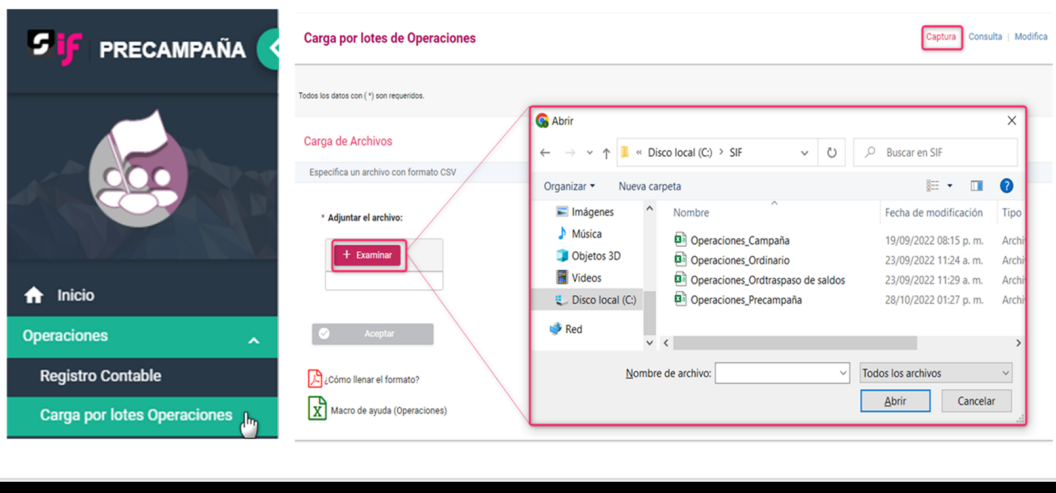 sif PRECAMPAÑA
Inicio
Operaciones
Registro Contable
Carga por lotes Operaciones
Carga por lotes de Operaciones
Captura Consulta | Modifica
Todos los datos con ( *) son requeridos.
Carga de Archivos
Especifica un archivo con formato CSV
* Adjuntar el archivo:
+ Examinar
Aceptar
¿Cómo llenar el formato?
Macro de ayuda (Operaciones)
Abrir
« Disco local (C:) > SIF
Buscar en SIF
Organizar Nueva carpeta
Imágenes
Música
Objetos 3D
Videos
Disco local (C:)
Red
Nombre Fecha de modificación Tipo
Operaciones_Campaña 19/09/2022 08:15 p. m. Archi
Operaciones_Ordinario 23/09/2022 11:24 a. m. Archi
Operaciones_Ordtraspaso de saldos 23/09/2022 11:29 a. m. Archi
Operaciones_Precampaña 28/10/2022 01:27 p. m. Archi
Nombre de archivo: Todos los archivos
Abrir Cancelar